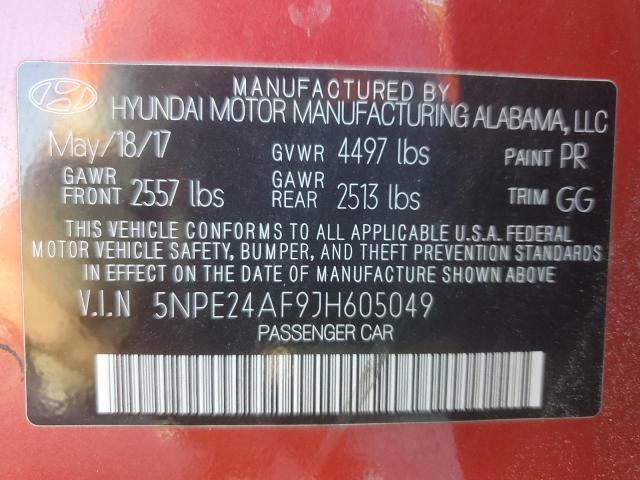 MANUFACTURED BY
HYUNDAI MOTOR MANUFACTURING ALABAMA, LLC
May/18/17 GVWR 4497 lbs PAINT PR
GAWR FRONT 2557 lbs GAWR REAR 2513 lbs TRIM GG
THIS VEHICLE CONFORMS TO ALL APPLICABLE U.S.A. FEDERAL
MOTOR VEHICLE SAFETY, BUMPER, AND THEFT PREVENTION STANDARDS
IN EFFECT ON THE DATE OF MANUFACTURE SHOWN ABOVE
V.I.N 5NPE24AF9JH605049
PASSENGER CAR